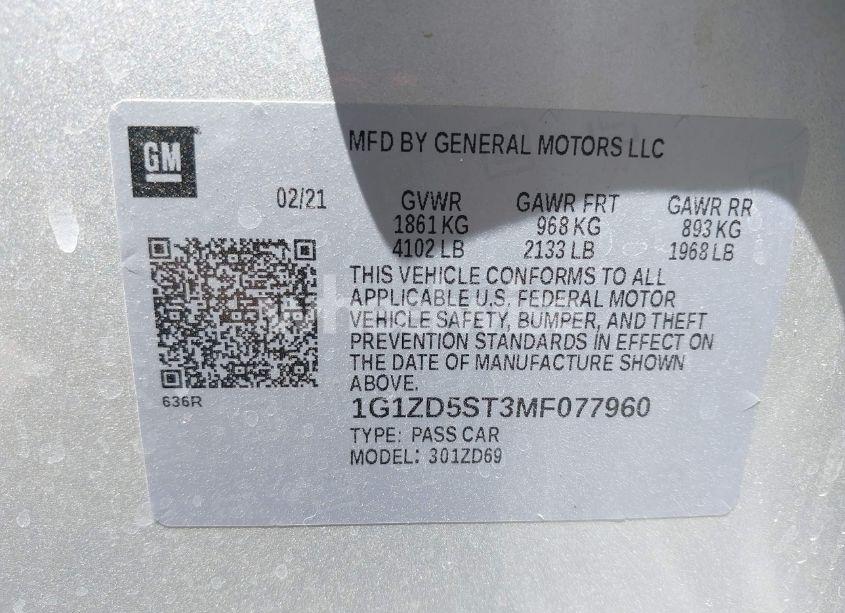 GM
MFD BY GENERAL MOTORS LLC
02/21
GVWR GAWR FRT GAWR RR
1861 KG 968 KG 893 KG
4102 LB 2133 LB 1968 LB
THIS VEHICLE CONFORMS TO ALL
APPLICABLE U.S. FEDERAL MOTOR
VEHICLE SAFETY, BUMPER, AND THEFT
PREVENTION STANDARDS IN EFFECT ON
THE DATE OF MANUFACTURE SHOWN
ABOVE.
636R
1G1ZD5ST3MF077960
TYPE: PASS CAR
MODEL: 301ZD69